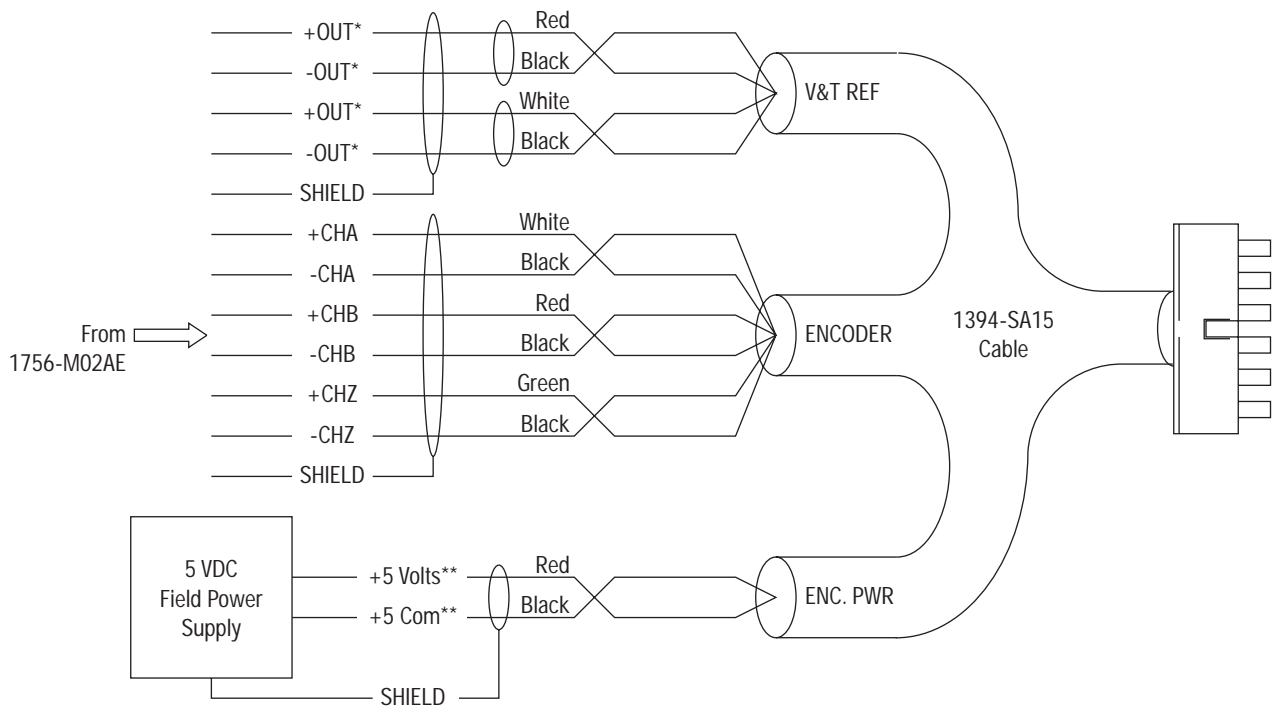 +OUT* Red
-OUT* Black
+OUT* White
-OUT* Black
SHIELD
V&T REF
+CHA White
-CHA Black
+CHB Red
-CHB Black
+CHZ Green
-CHZ Black
SHIELD
From
1756-M02AE
ENCODER
1394-SA15
Cable
5 VDC
Field Power
Supply
+5 Volts** Red
+5 Com** Black
SHIELD
ENC. PWR